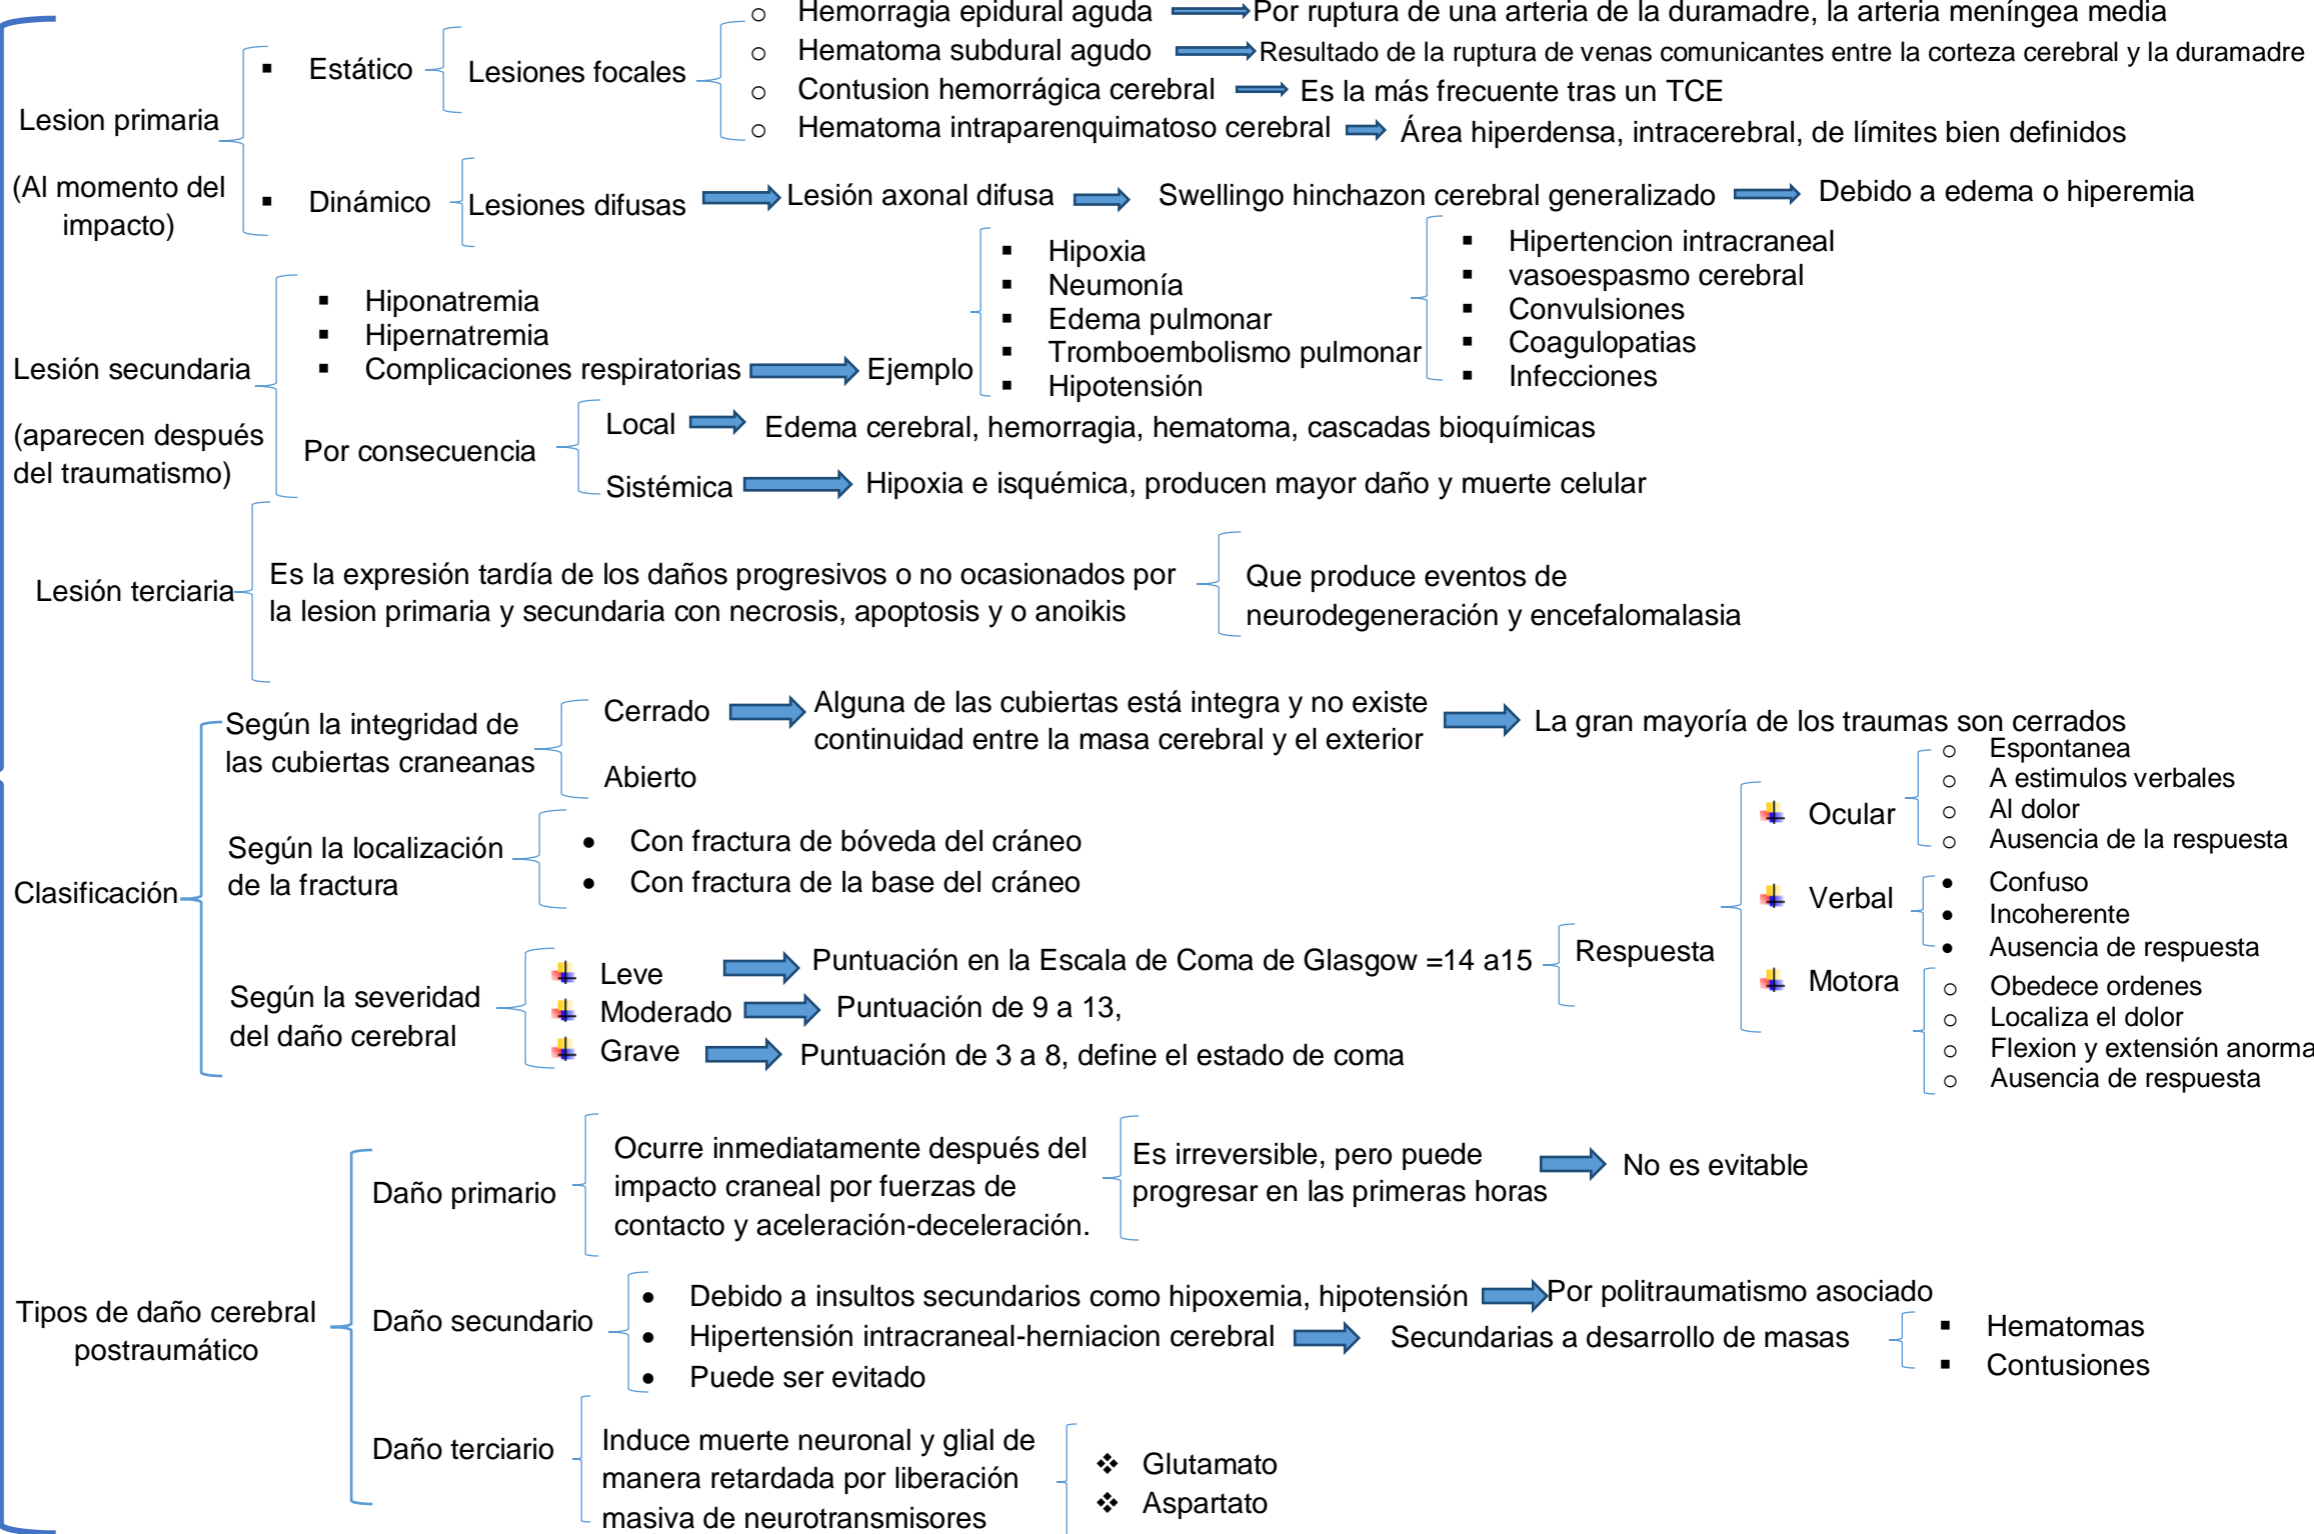 Hemorragia epidural aguda
Por ruptura de una arteria de la duramadre, la arteria meníngea media
Estático
Lesiones focales
Hematoma subdural agudo
Resultado de la ruptura de venas comunicantes entre la corteza cerebral y la duramadre
Contusion hemorrágica cerebral
Es la más frecuente tras un TCE
Lesion primaria
Hematoma intraparenquimatoso cerebral
Área hiperdensa, intracerebral, de límites bien definidos
(Al momento del
impacto)
Dinámico
Lesiones difusas
Lesión axonal difusa
Swellingo hinchazon cerebral generalizado
Debido a edema o hiperemia
Lesión secundaria
(aparecen después
del traumatismo)
Hiponatremia
Hipernatremia
Complicaciones respiratorias
Ejemplo
Hipoxia
Neumonía
Edema pulmonar
Tromboembolismo pulmonar
Hipotensión
Hipertencion intracraneal
vasoespasmo cerebral
Convulsiones
Coagulopatias
Infecciones
Por consecuencia
Local
Edema cerebral, hemorragia, hematoma, cascadas bioquímicas
Sistémica
Hipoxia e isquémica, producen mayor daño y muerte celular
Lesión terciaria
Es la expresión tardía de los daños progresivos o no ocasionados por
la lesion primaria y secundaria con necrosis, apoptosis y o anoikis
Que produce eventos de
neurodegeneración y encefalomalasia
Clasificación
Según la integridad de
las cubiertas craneanas
Cerrado
Alguna de las cubiertas está integra y no existe
continuidad entre la masa cerebral y el exterior
La gran mayoría de los traumas son cerrados
Abierto
Según la localización
de la fractura
Con fractura de bóveda del cráneo
Con fractura de la base del cráneo
Según la severidad
del daño cerebral
Leve
Puntuación en la Escala de Coma de Glasgow =14 a15
Moderado
Puntuación de 9 a 13,
Grave
Puntuación de 3 a 8, define el estado de coma
Respuesta
Ocular
Espontanea
A estimulos verbales
Al dolor
Ausencia de la respuesta
Verbal
Confuso
Incoherente
Ausencia de respuesta
Motora
Obedece ordenes
Localiza el dolor
Flexion y extensión anorma
Ausencia de respuesta
Tipos de daño cerebral
postraumático
Daño primario
Ocurre inmediatamente después del
impacto craneal por fuerzas de
contacto y aceleración-deceleración.
Es irreversible, pero puede
progresar en las primeras horas
No es evitable
Daño secundario
Debido a insultos secundarios como hipoxemia, hipotensión
Por politraumatismo asociado
Hipertensión intracraneal-herniacion cerebral
Secundarias a desarrollo de masas
Hematomas
Contusiones
Puede ser evitado
Daño terciario
Induce muerte neuronal y glial de
manera retardada por liberación
masiva de neurotransmisores
Glutamato
Aspartato